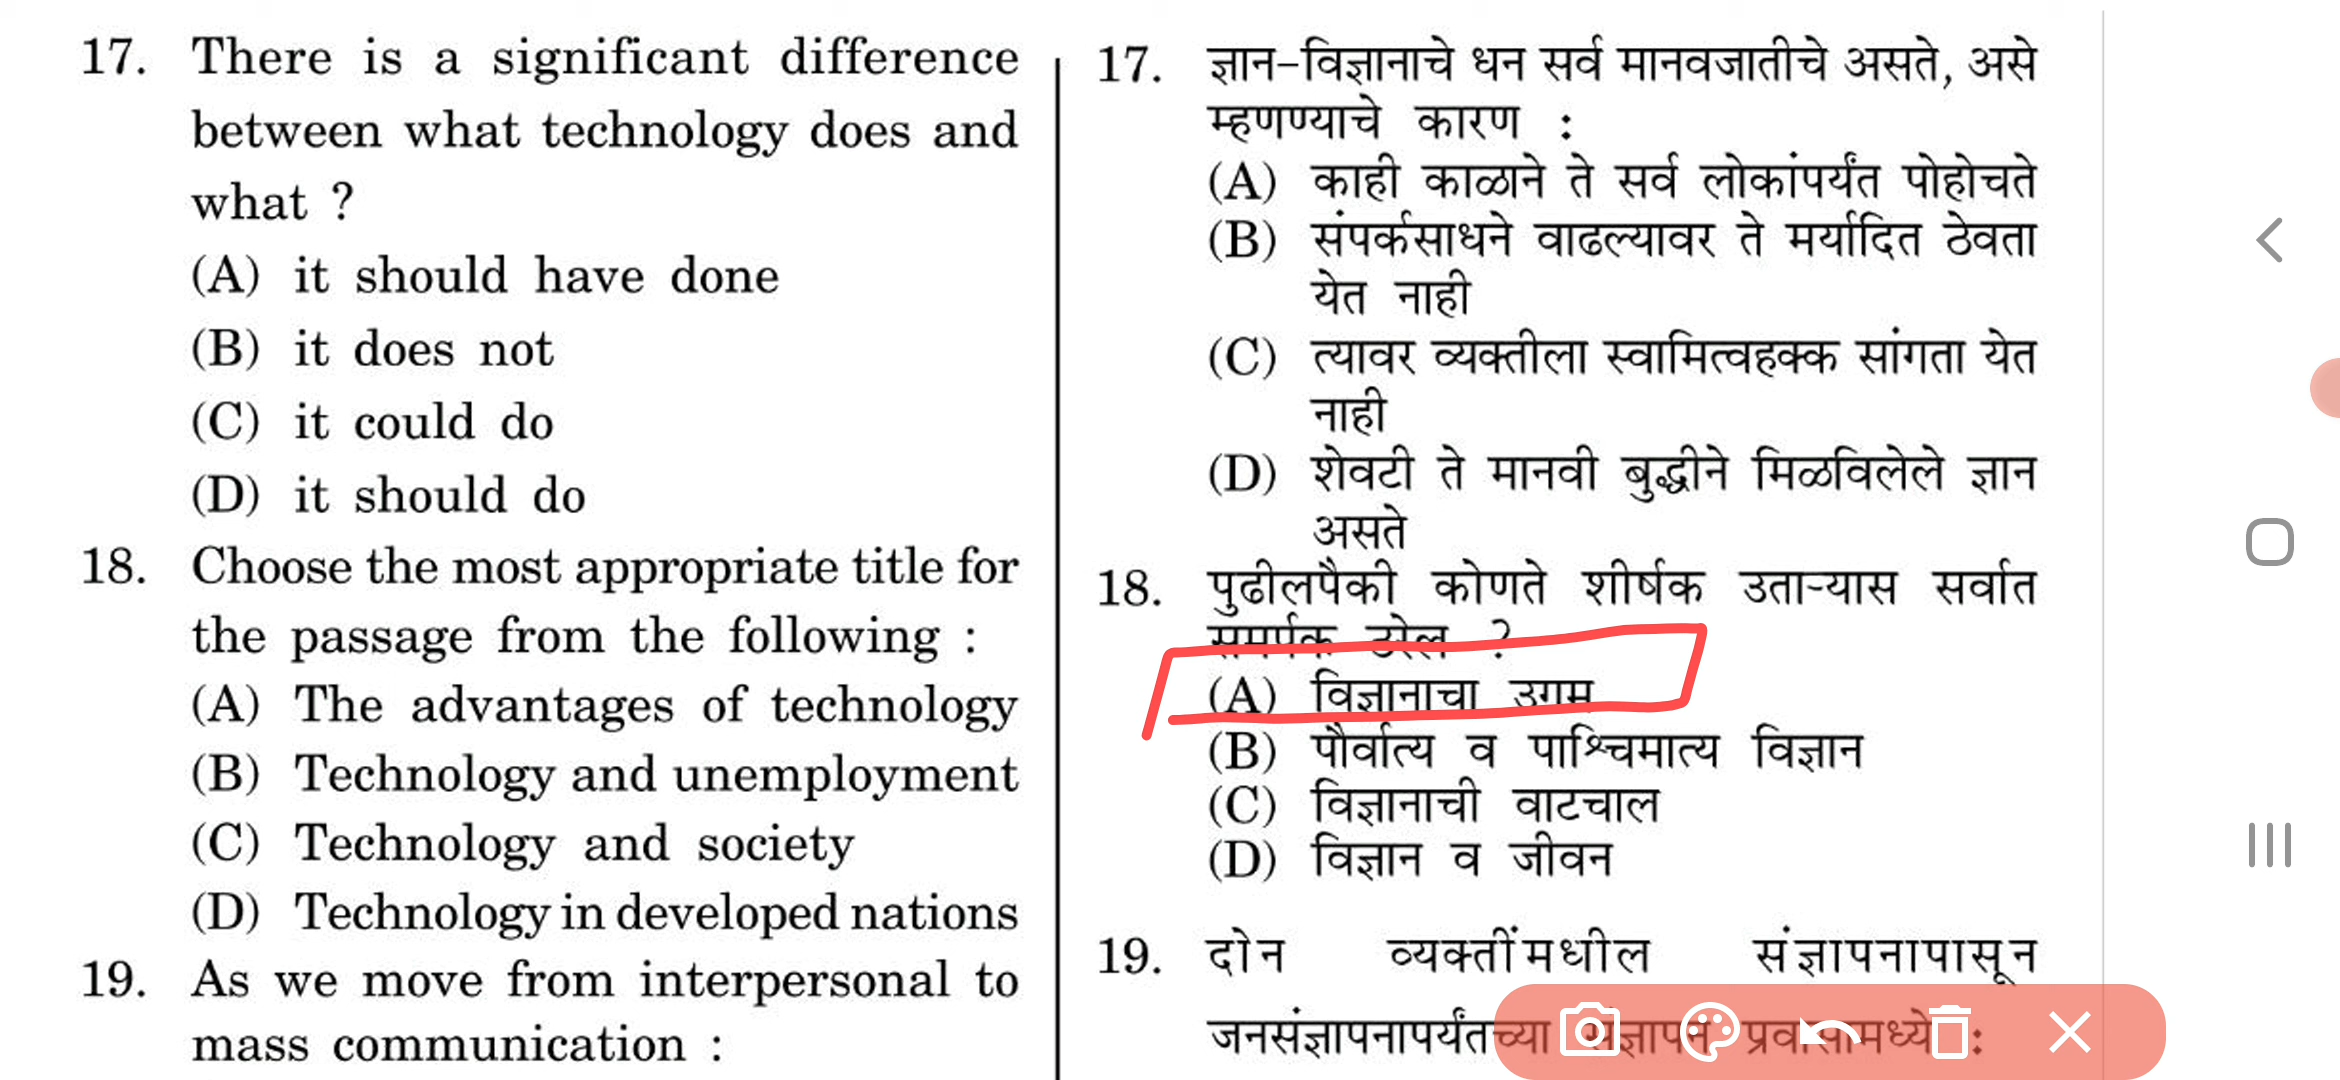 17. There is a significant difference
between what technology does and
what ?
(A) it should have done
(B) it does not
(C) it could do
(D) it should do
18. Choose the most appropriate title for
the passage from the following :
(A) The advantages of technology
(B) Technology and unemployment
(C) Technology and society
(D) Technology in developed nations
19. As we move from interpersonal to
mass communication :
17. ज्ञान–विज्ञानाचे धन सर्व मानवजातीचे असते, असे
म्हणण्याचे कारण :
(A) काही काळाने ते सर्व लोकांपर्यंत पोहोचते
(B) संपर्कसाधने वाढल्यावर ते मर्यादित ठेवता
येत नाही
(C) त्यावर व्यक्तीला स्वामित्वहक्क सांगता येत
नाही
(D) शेवटी ते मानवी बुद्धीने मिळविलेले ज्ञान
असते
18. पुढीलपैकी कोणते शीर्षक उताऱ्यास सर्वात
समर्पक ठरेल ?
(A) विज्ञानाचा उगम
(B) पौर्वात्य व पाश्चिमात्य विज्ञान
(C) विज्ञानाची वाटचाल
(D) विज्ञान व जीवन
19. दोन व्यक्तींमधील संज्ञापनापासून
जनसंज्ञापनापर्यंतच्या संज्ञापन प्रवासामध्ये :